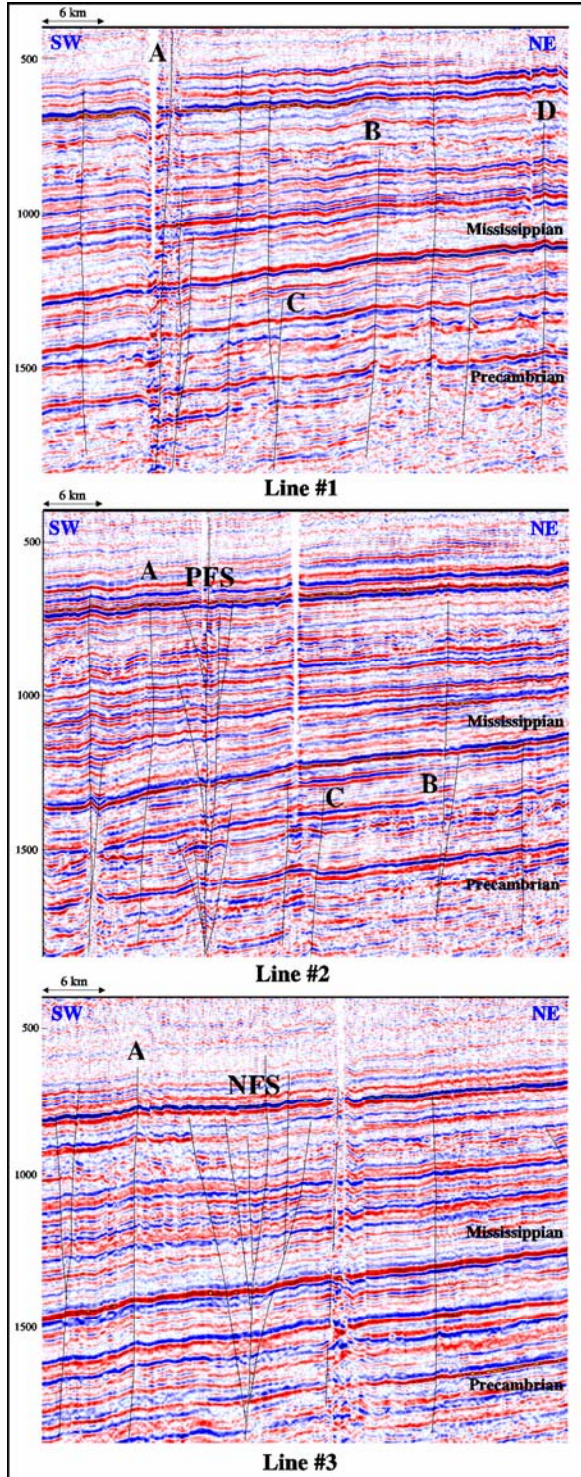 6 km
SW
A
NE
500
B
D
1000
Mississippian
C
1500
Precambrian
Line #1
6 km
SW
NE
500
A
PFS
1000
Mississippian
C
B
1500
Precambrian
Line #2
6 km
SW
NE
500
A
NFS
1000
Mississippian
1500
Precambrian
Line #3